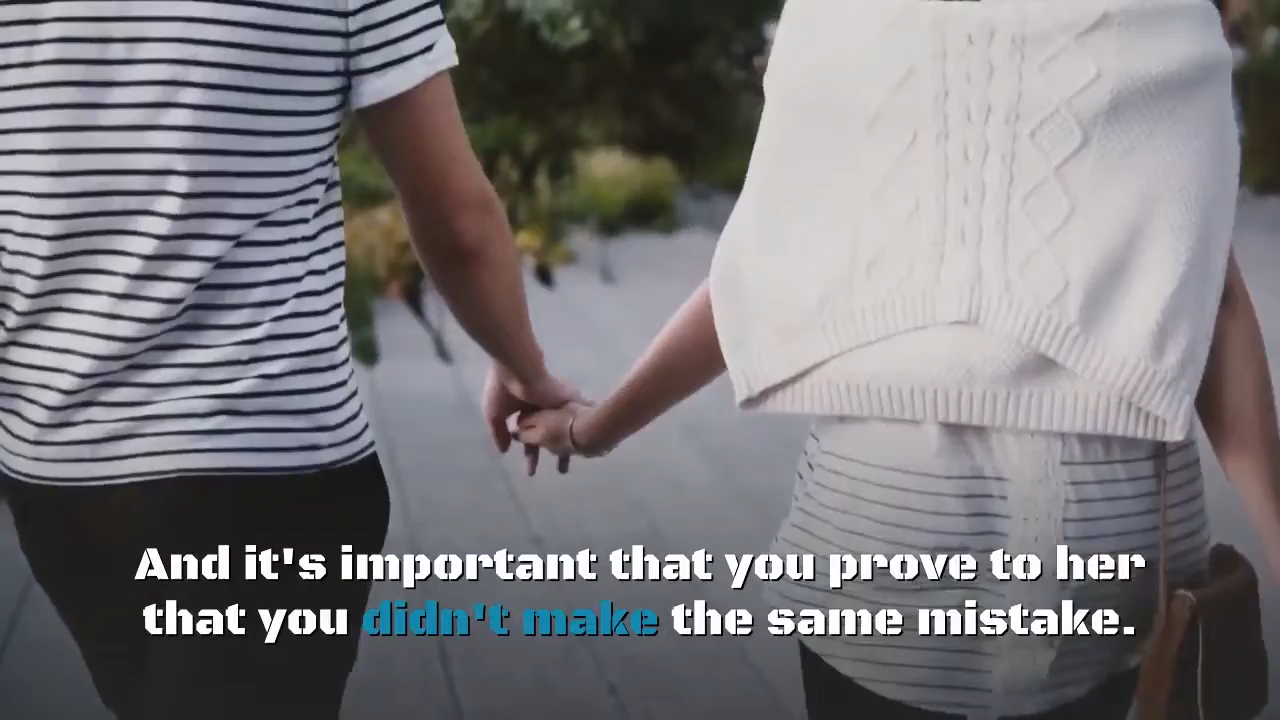 And it's important that you prove to her
that you didn't make the same mistake.